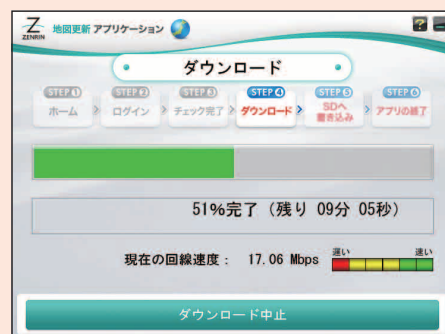 Z ZENRIN 地図更新 アプリケーション ?
ダウンロード
STEP① STEP② STEP③ STEP④ STEP⑤ STEP⑥
ホーム > ログイン > チェック完了 > ダウンロード > SDへ書き込み > アプリの終了
51%完了 (残り 09分 05秒)
遅い 速い
現在の回線速度: 17.06 Mbps
ダウンロード中止